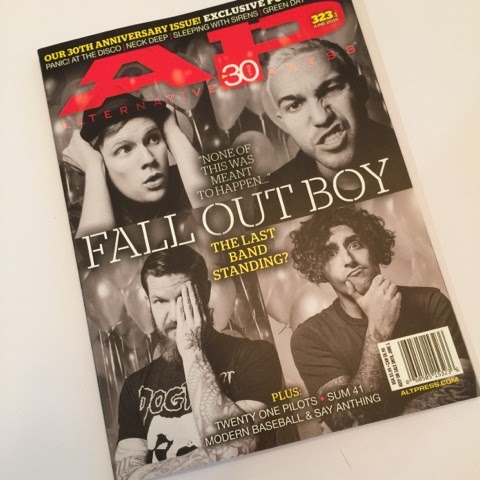 OUR 30TH ANNIVERSARY ISSUE! EXCLUSIVE
PANIC! AT THE DISCO | NECK DEEP | SLEEPING WITH SIRENS | GREEN DAY
323
JUNE
AP
30
ALTERNATIVE PRESS
"NONE OF
THIS WAS
MEANT
TO HAPPEN..."
FALL OUT BOY
THE LAST
BAND
STANDING?
PLUS:
TWENTY ONE PILOTS • SUM 41
MODERN BASEBALL & SAY ANTHING
ALTPRESS.COM